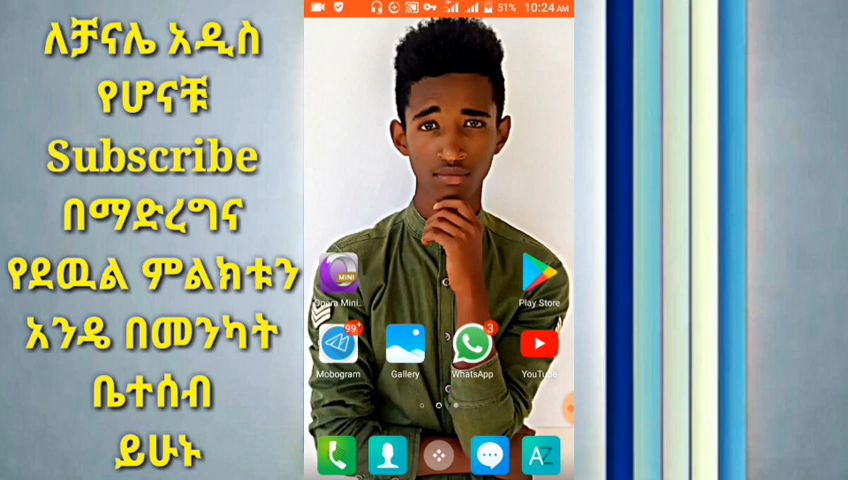 ለቻናሌ አዲስ
የሆናቹ
Subscribe
በማድረግና
የደዉል ምልክቱን
አንዴ በመንካት
ቤተሰብ
ይሁኑ
51% 10:24 AM
Opera Mini..
Play Store
99+
3
Mobogram
Gallery
WhatsApp
YouTube
AZ